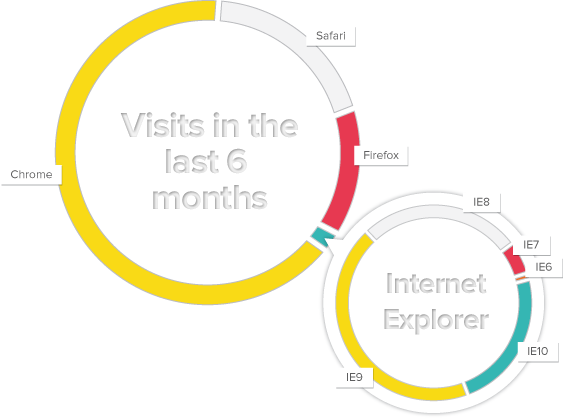 Safari
Visits in the
last 6
months
Firefox
Chrome
IE8
IE7
IE6
Internet
Explorer
IE10
IE9